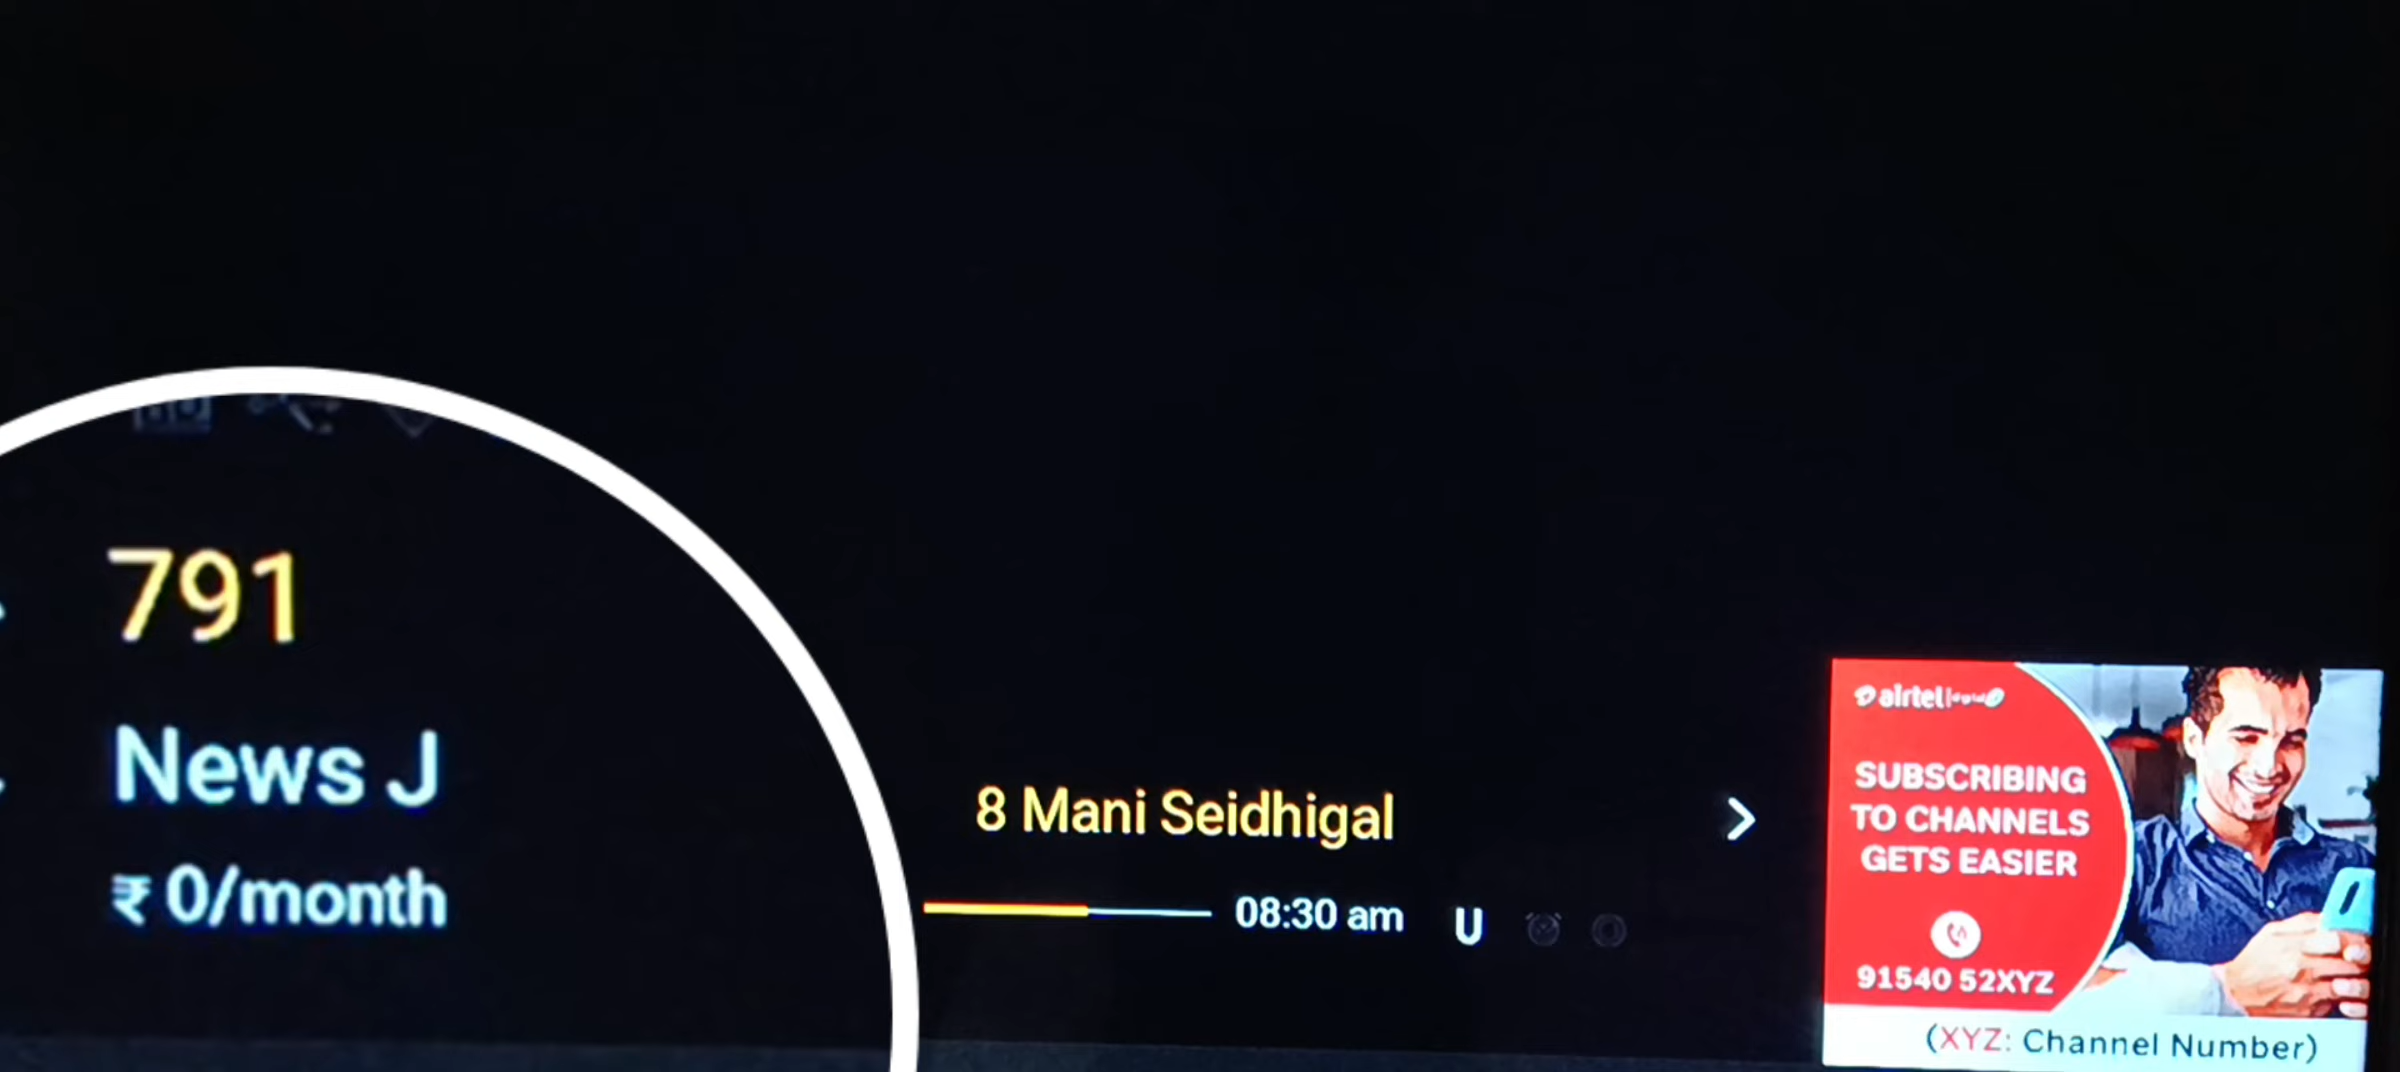 791
News J
₹ 0/month
8 Mani Seidhigal
08:30 am U
airtel
SUBSCRIBING
TO CHANNELS
GETS EASIER
91540 52XYZ
(XYZ: Channel Number)